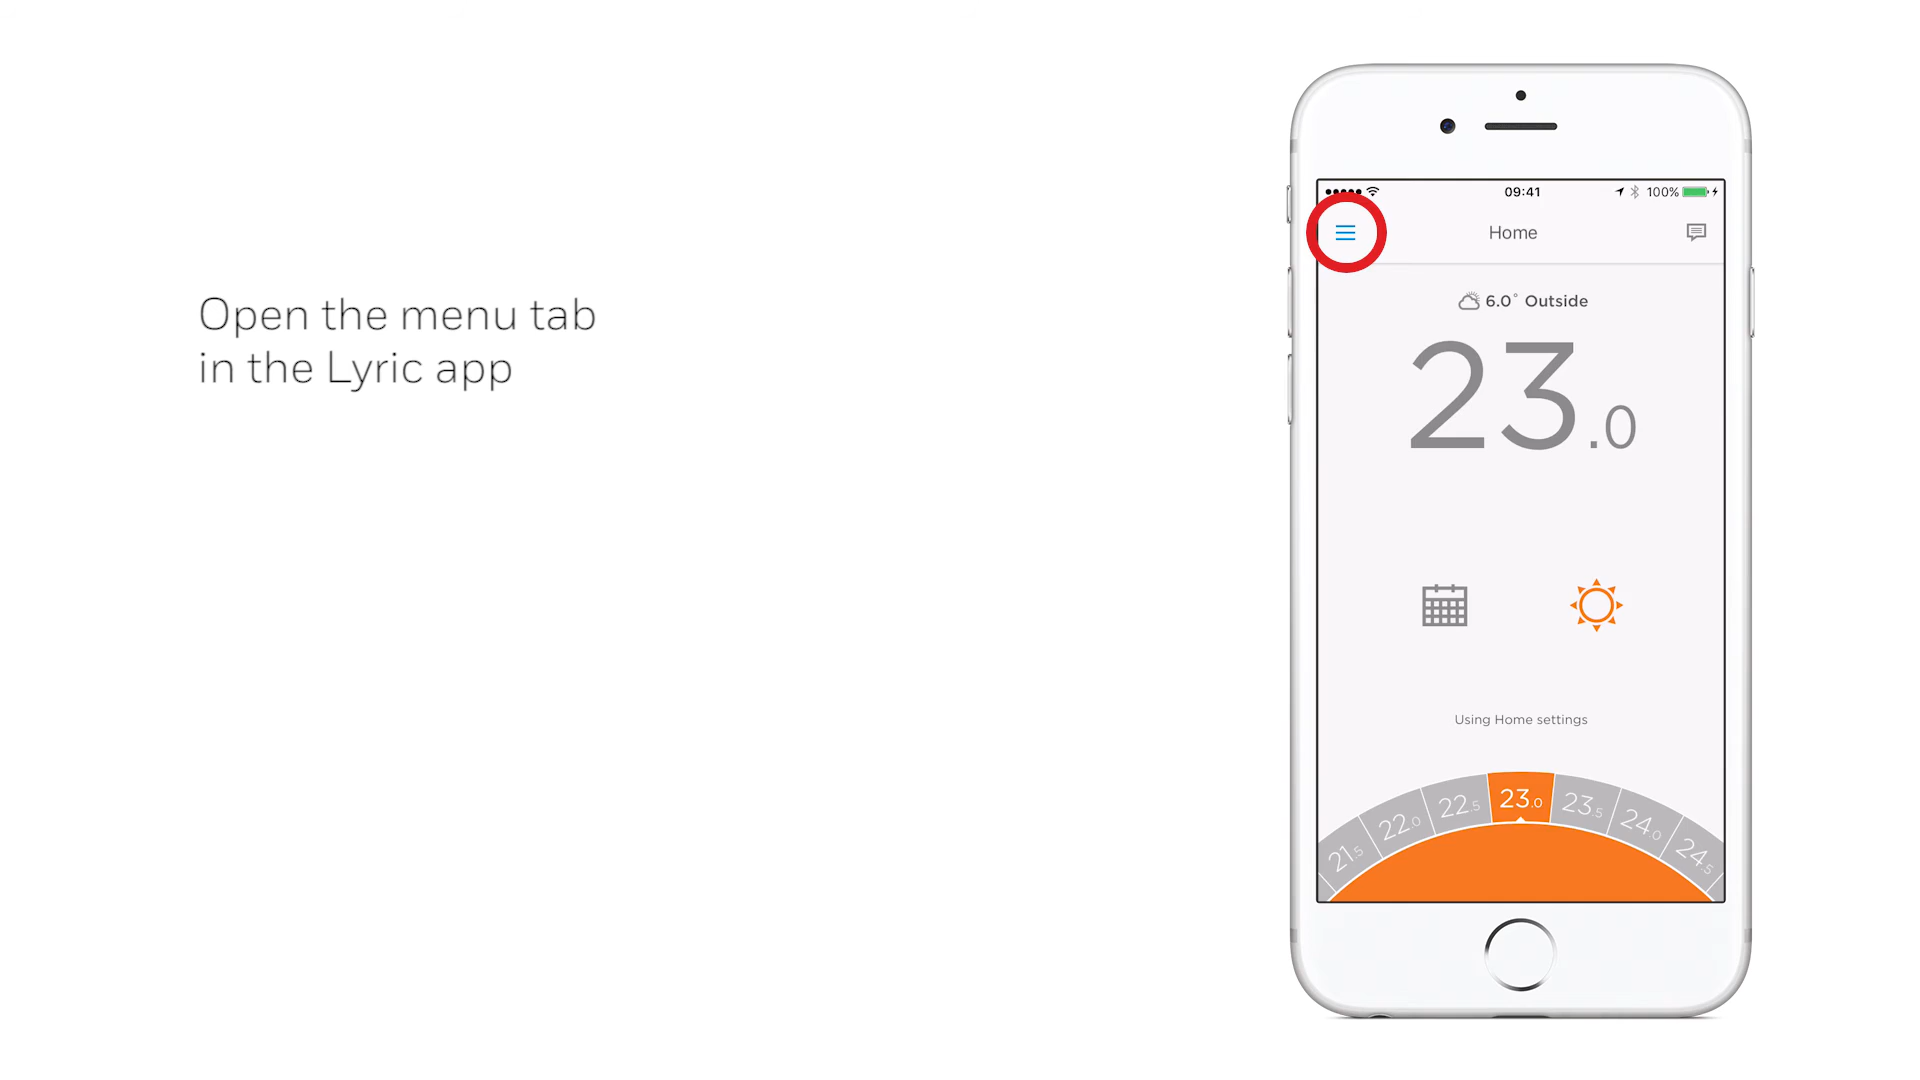 Open the menu tab
in the Lyric app
09:41
100%
Home
6.0° Outside
23.0
Using Home settings
21.5 22.0 22.5 23.0 23.5 24.0 24.5